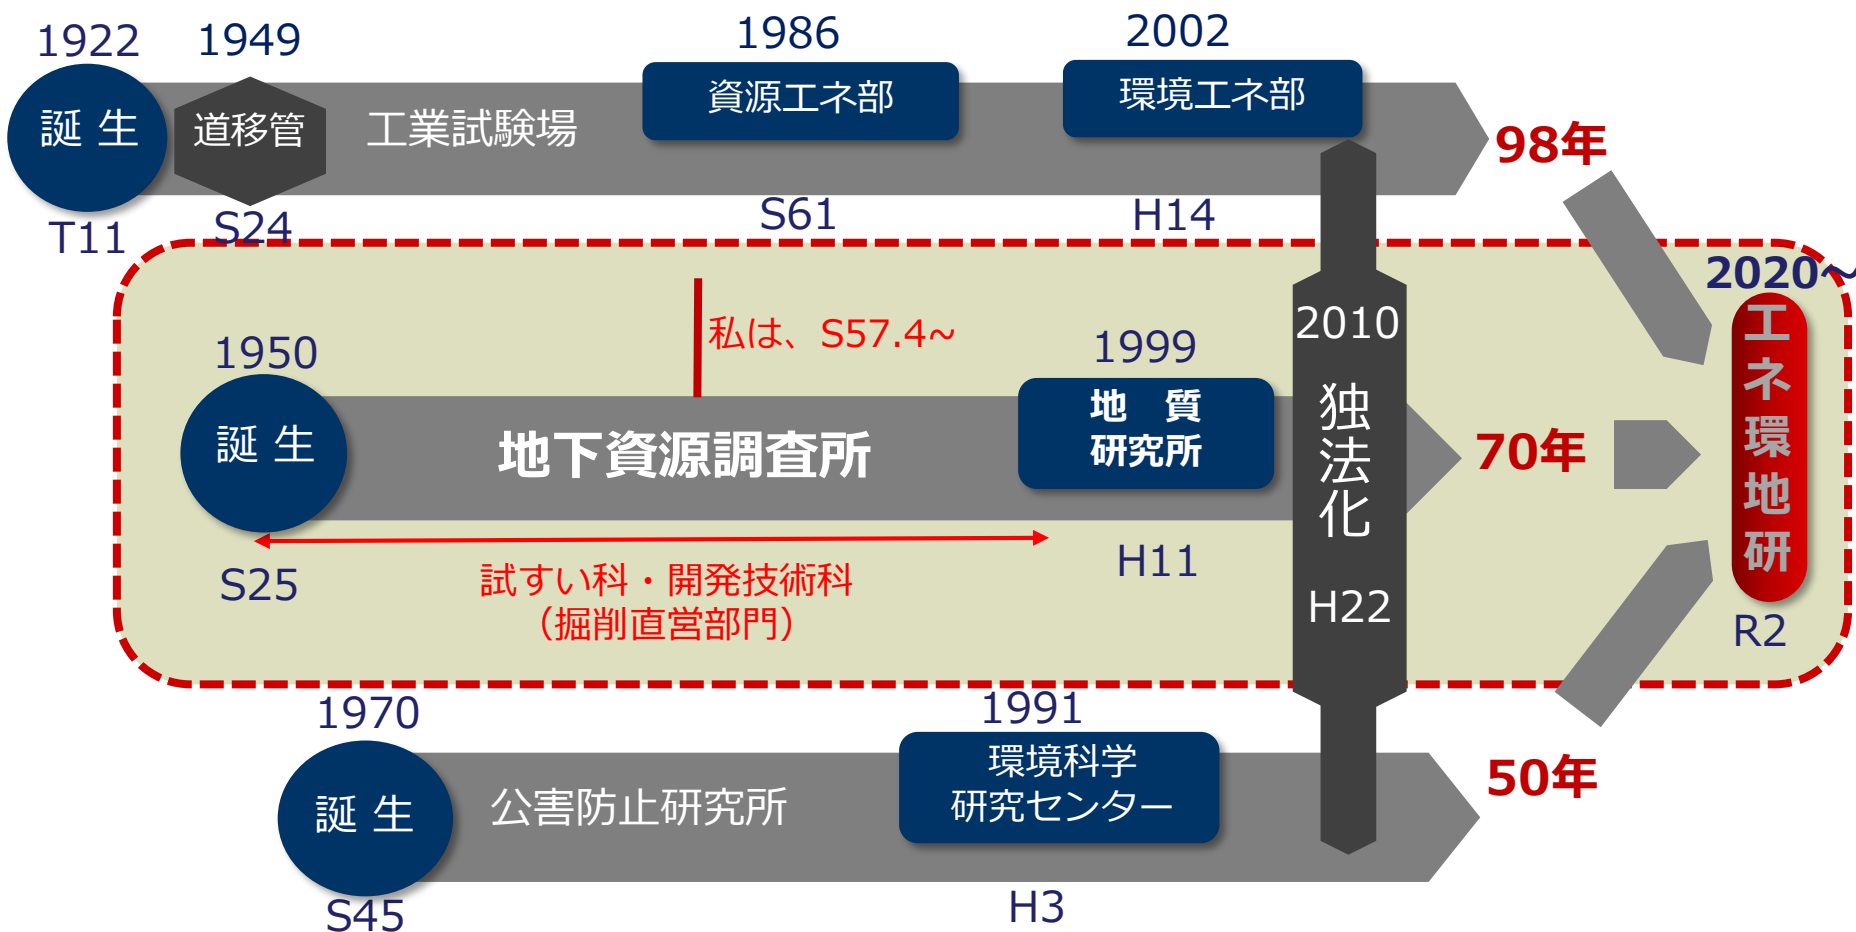 1922
1949
1986
2002
誕 生
道移管
工業試験場
資源エネ部
環境エネ部
98年
T11
S24
S61
H14
2020~
1950
私は、S57.4~
1999
2010
誕 生
地下資源調査所
地　質
研究所
独法化
70年
エネ環地研
S25
試すい科・開発技術科
（掘削直営部門）
H11
H22
R2
1970
1991
誕 生
公害防止研究所
環境科学
研究センター
50年
S45
H3